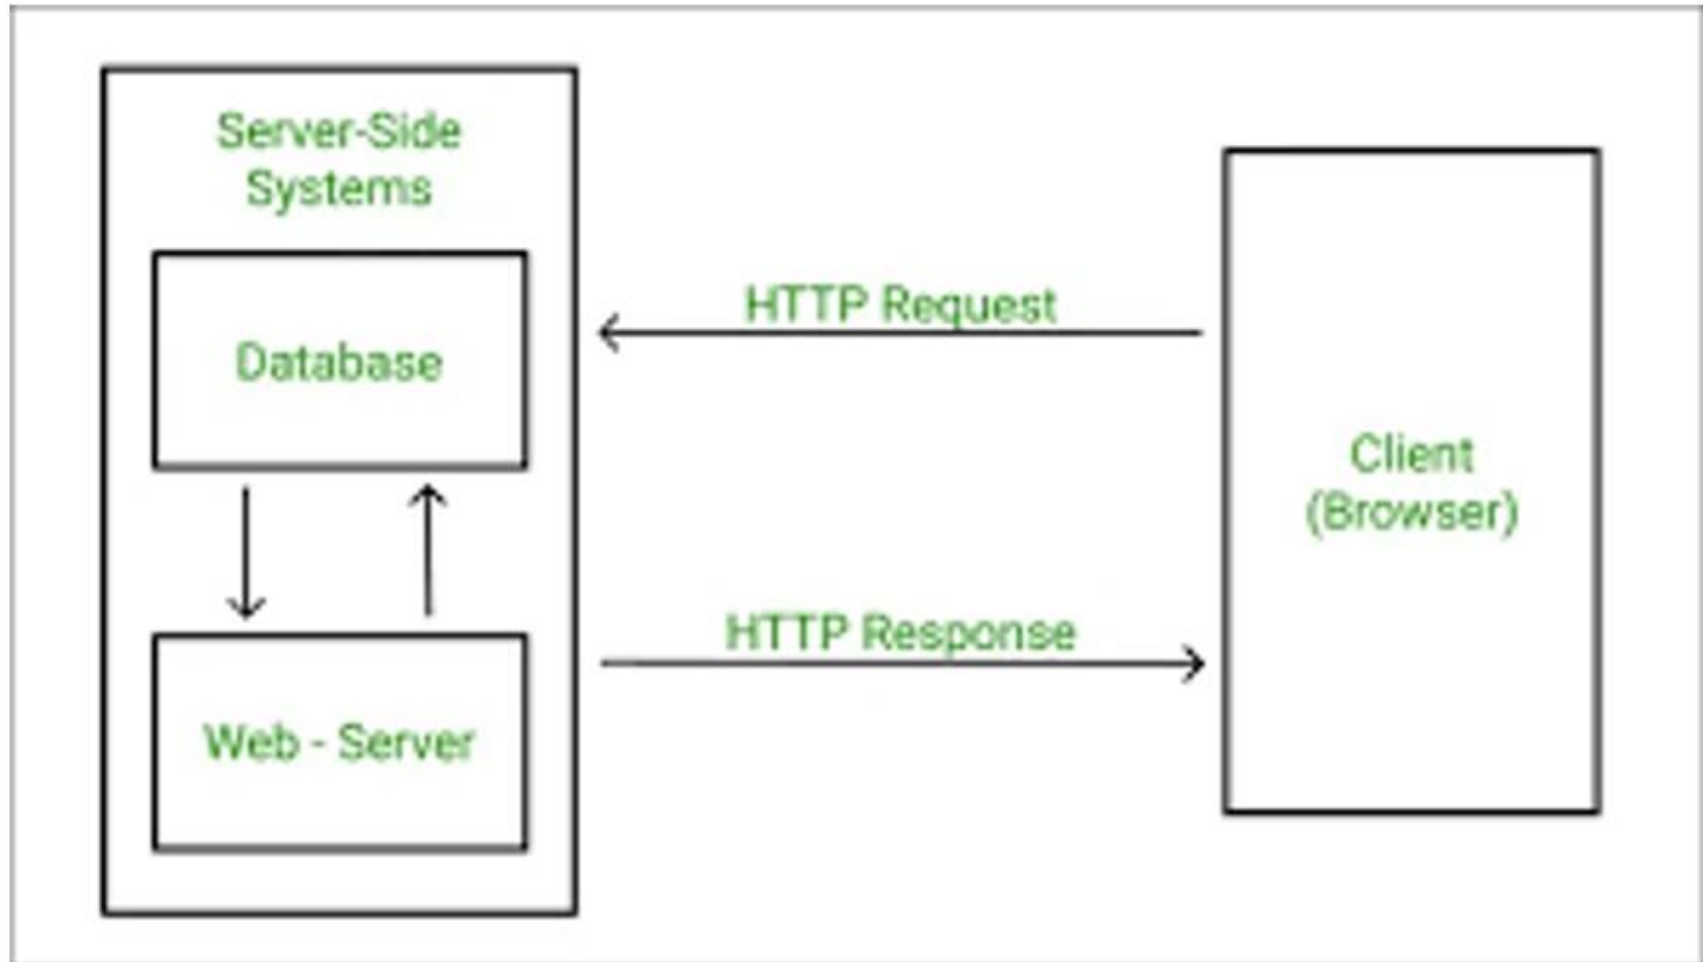 Server-Side
Systems
Database
Web - Server
HTTP Request
HTTP Response
Client
(Browser)